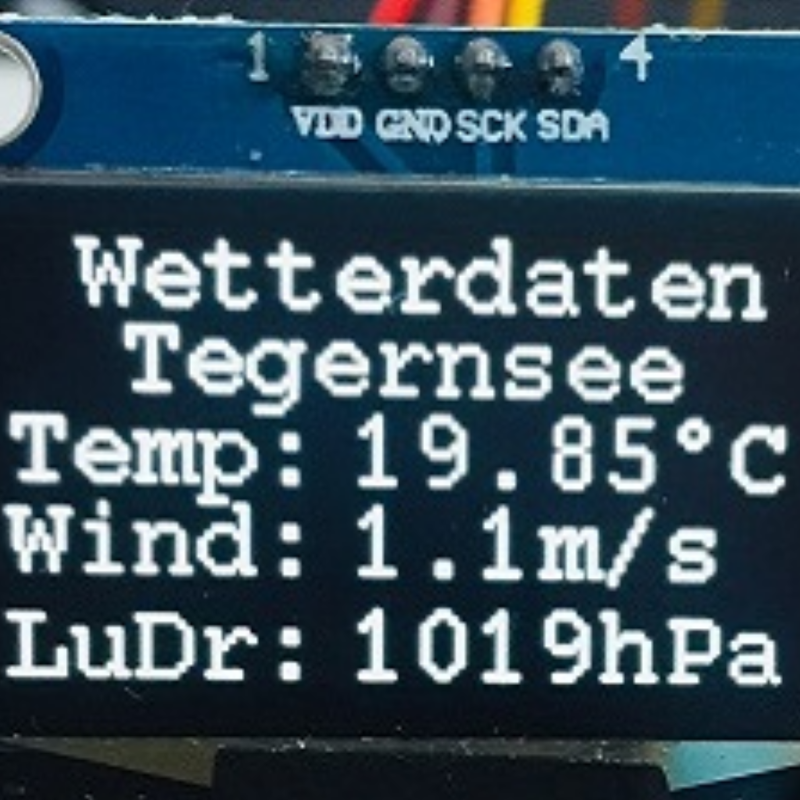 1 4
VDD GND SCK SDA
Wetterdaten
Tegernsee
Temp: 19.85°C
Wind: 1.1m/s
LuDr: 1019hPa